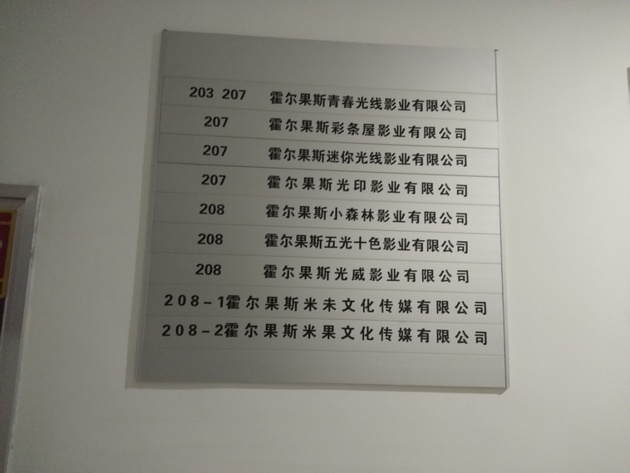 203 207 霍尔果斯青春光线影业有限公司
207 霍尔果斯彩条屋影业有限公司
207 霍尔果斯迷你光线影业有限公司
207 霍尔果斯光印影业有限公司
208 霍尔果斯小森林影业有限公司
208 霍尔果斯五光十色影业有限公司
208 霍尔果斯光威影业有限公司
208-1霍尔果斯米未文化传媒有限公司
208-2霍尔果斯米果文化传媒有限公司